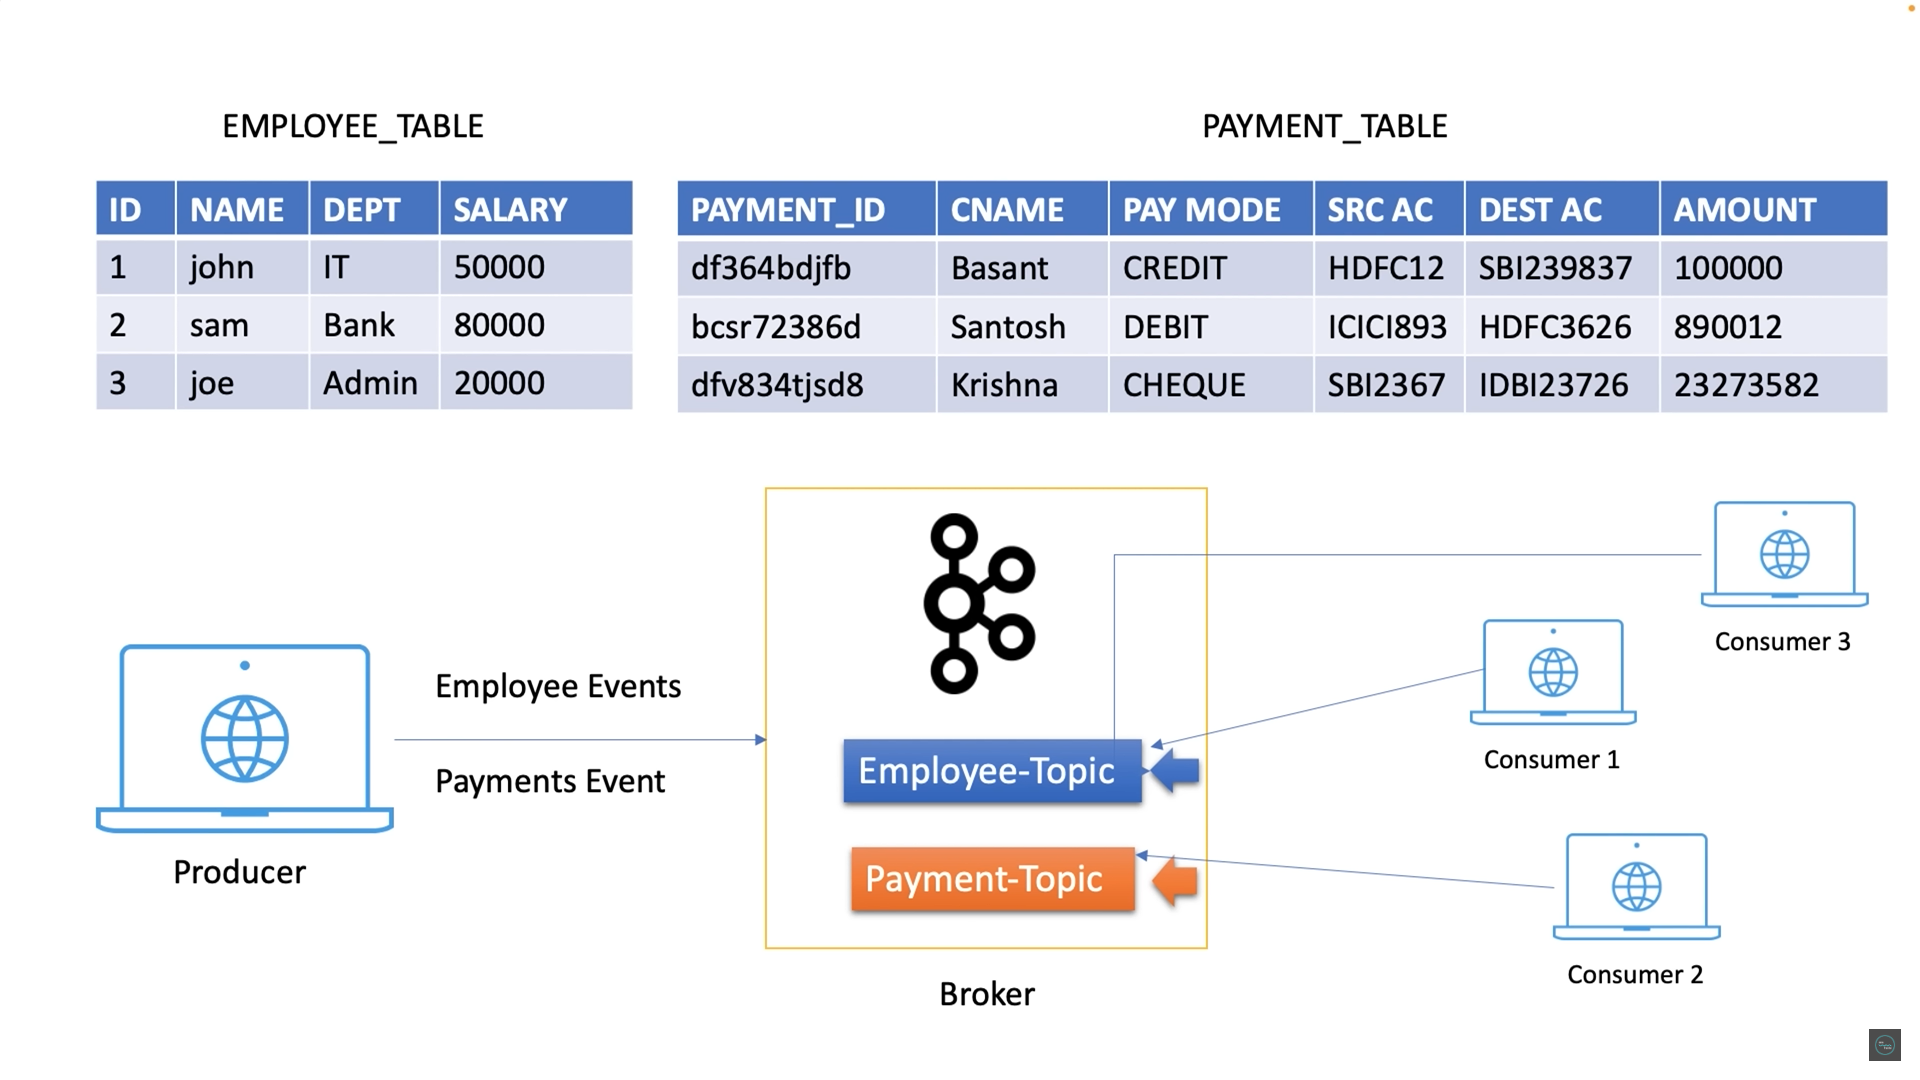 EMPLOYEE_TABLE
PAYMENT_TABLE
ID NAME DEPT SALARY
1 john IT 50000
2 sam Bank 80000
3 joe Admin 20000
PAYMENT_ID CNAME PAY MODE SRC AC DEST AC AMOUNT
df364bdjfb Basant CREDIT HDFC12 SBI239837 100000
bcsr72386d Santosh DEBIT ICICI893 HDFC3626 890012
dfv834tjsd8 Krishna CHEQUE SBI2367 IDBI23726 23273582
Employee Events
Payments Event
Producer
Employee-Topic
Payment-Topic
Broker
Consumer 3
Consumer 1
Consumer 2